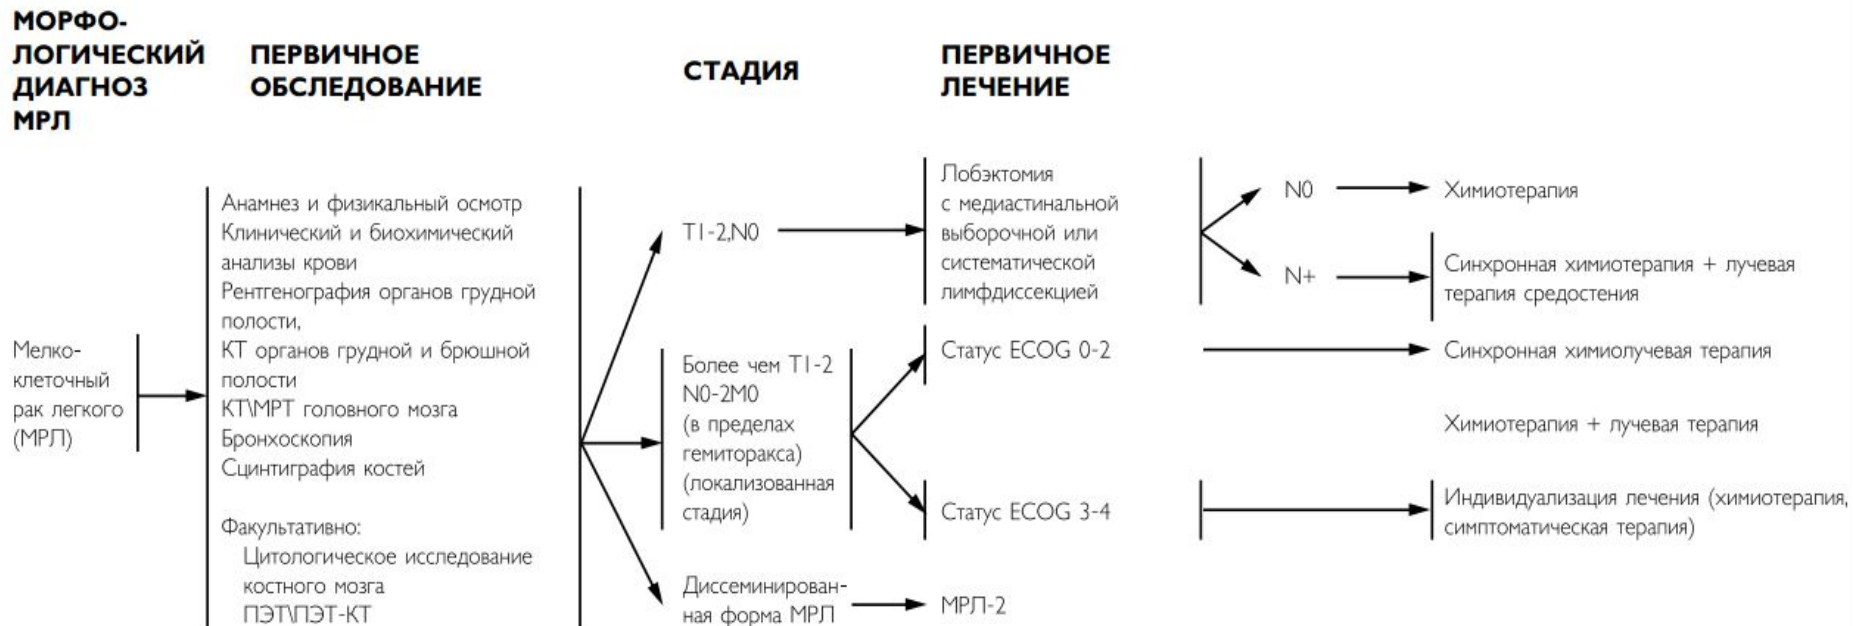 МОРФО-
ЛОГИЧЕСКИЙ
ДИАГНОЗ
МРЛ
ПЕРВИЧНОЕ
ОБСЛЕДОВАНИЕ
СТАДИЯ
ПЕРВИЧНОЕ
ЛЕЧЕНИЕ
Мелко-
клеточный
рак легкого
(МРЛ)
Анамнез и физикальный осмотр
Клинический и биохимический
анализы крови
Рентгенография органов грудной
полости,
КТ органов грудной и брюшной
полости
КТ\МРТ головного мозга
Бронхоскопия
Сцинтиграфия костей
Факультативно:
Цитологическое исследование
костного мозга
ПЭТ\ПЭТ-КТ
T1-2,N0
Более чем T1-2
N0-2M0
(в пределах
гемиторакса)
(локализованная
стадия)
Диссеминирован-
ная форма МРЛ
Лобэктомия
с медиастинальной
выборочной или
систематической
лимфдиссекцией
Статус ECOG 0-2
Статус ECOG 3-4
МРЛ-2
N0
N+
Химиотерапия
Синхронная химиотерапия + лучевая
терапия средостения
Синхронная химиолучевая терапия
Химиотерапия + лучевая терапия
Индивидуализация лечения (химиотерапия,
симптоматическая терапия)